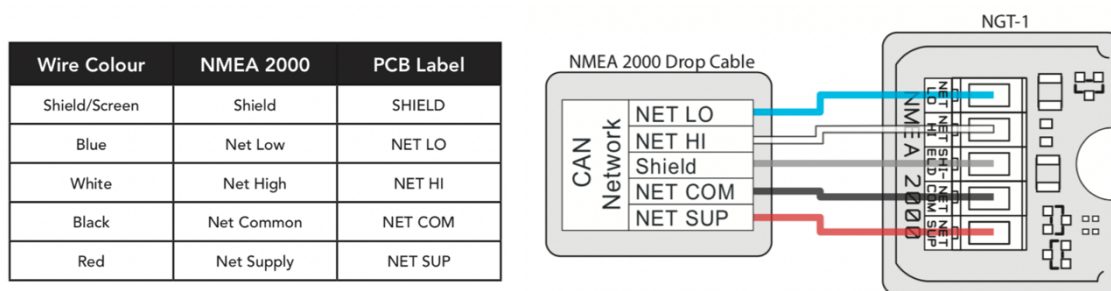 Wire Colour NMEA 2000 PCB Label
Shield/Screen Shield SHIELD
Blue Net Low NET LO
White Net High NET HI
Black Net Common NET COM
Red Net Supply NET SUP
NGT-1
NMEA 2000 Drop Cable
CAN Network
NET LO
NET HI
Shield
NET COM
NET SUP
NMEA 2000
NET LO
NET HI
SHI-ELD
NET COM
NET SUP